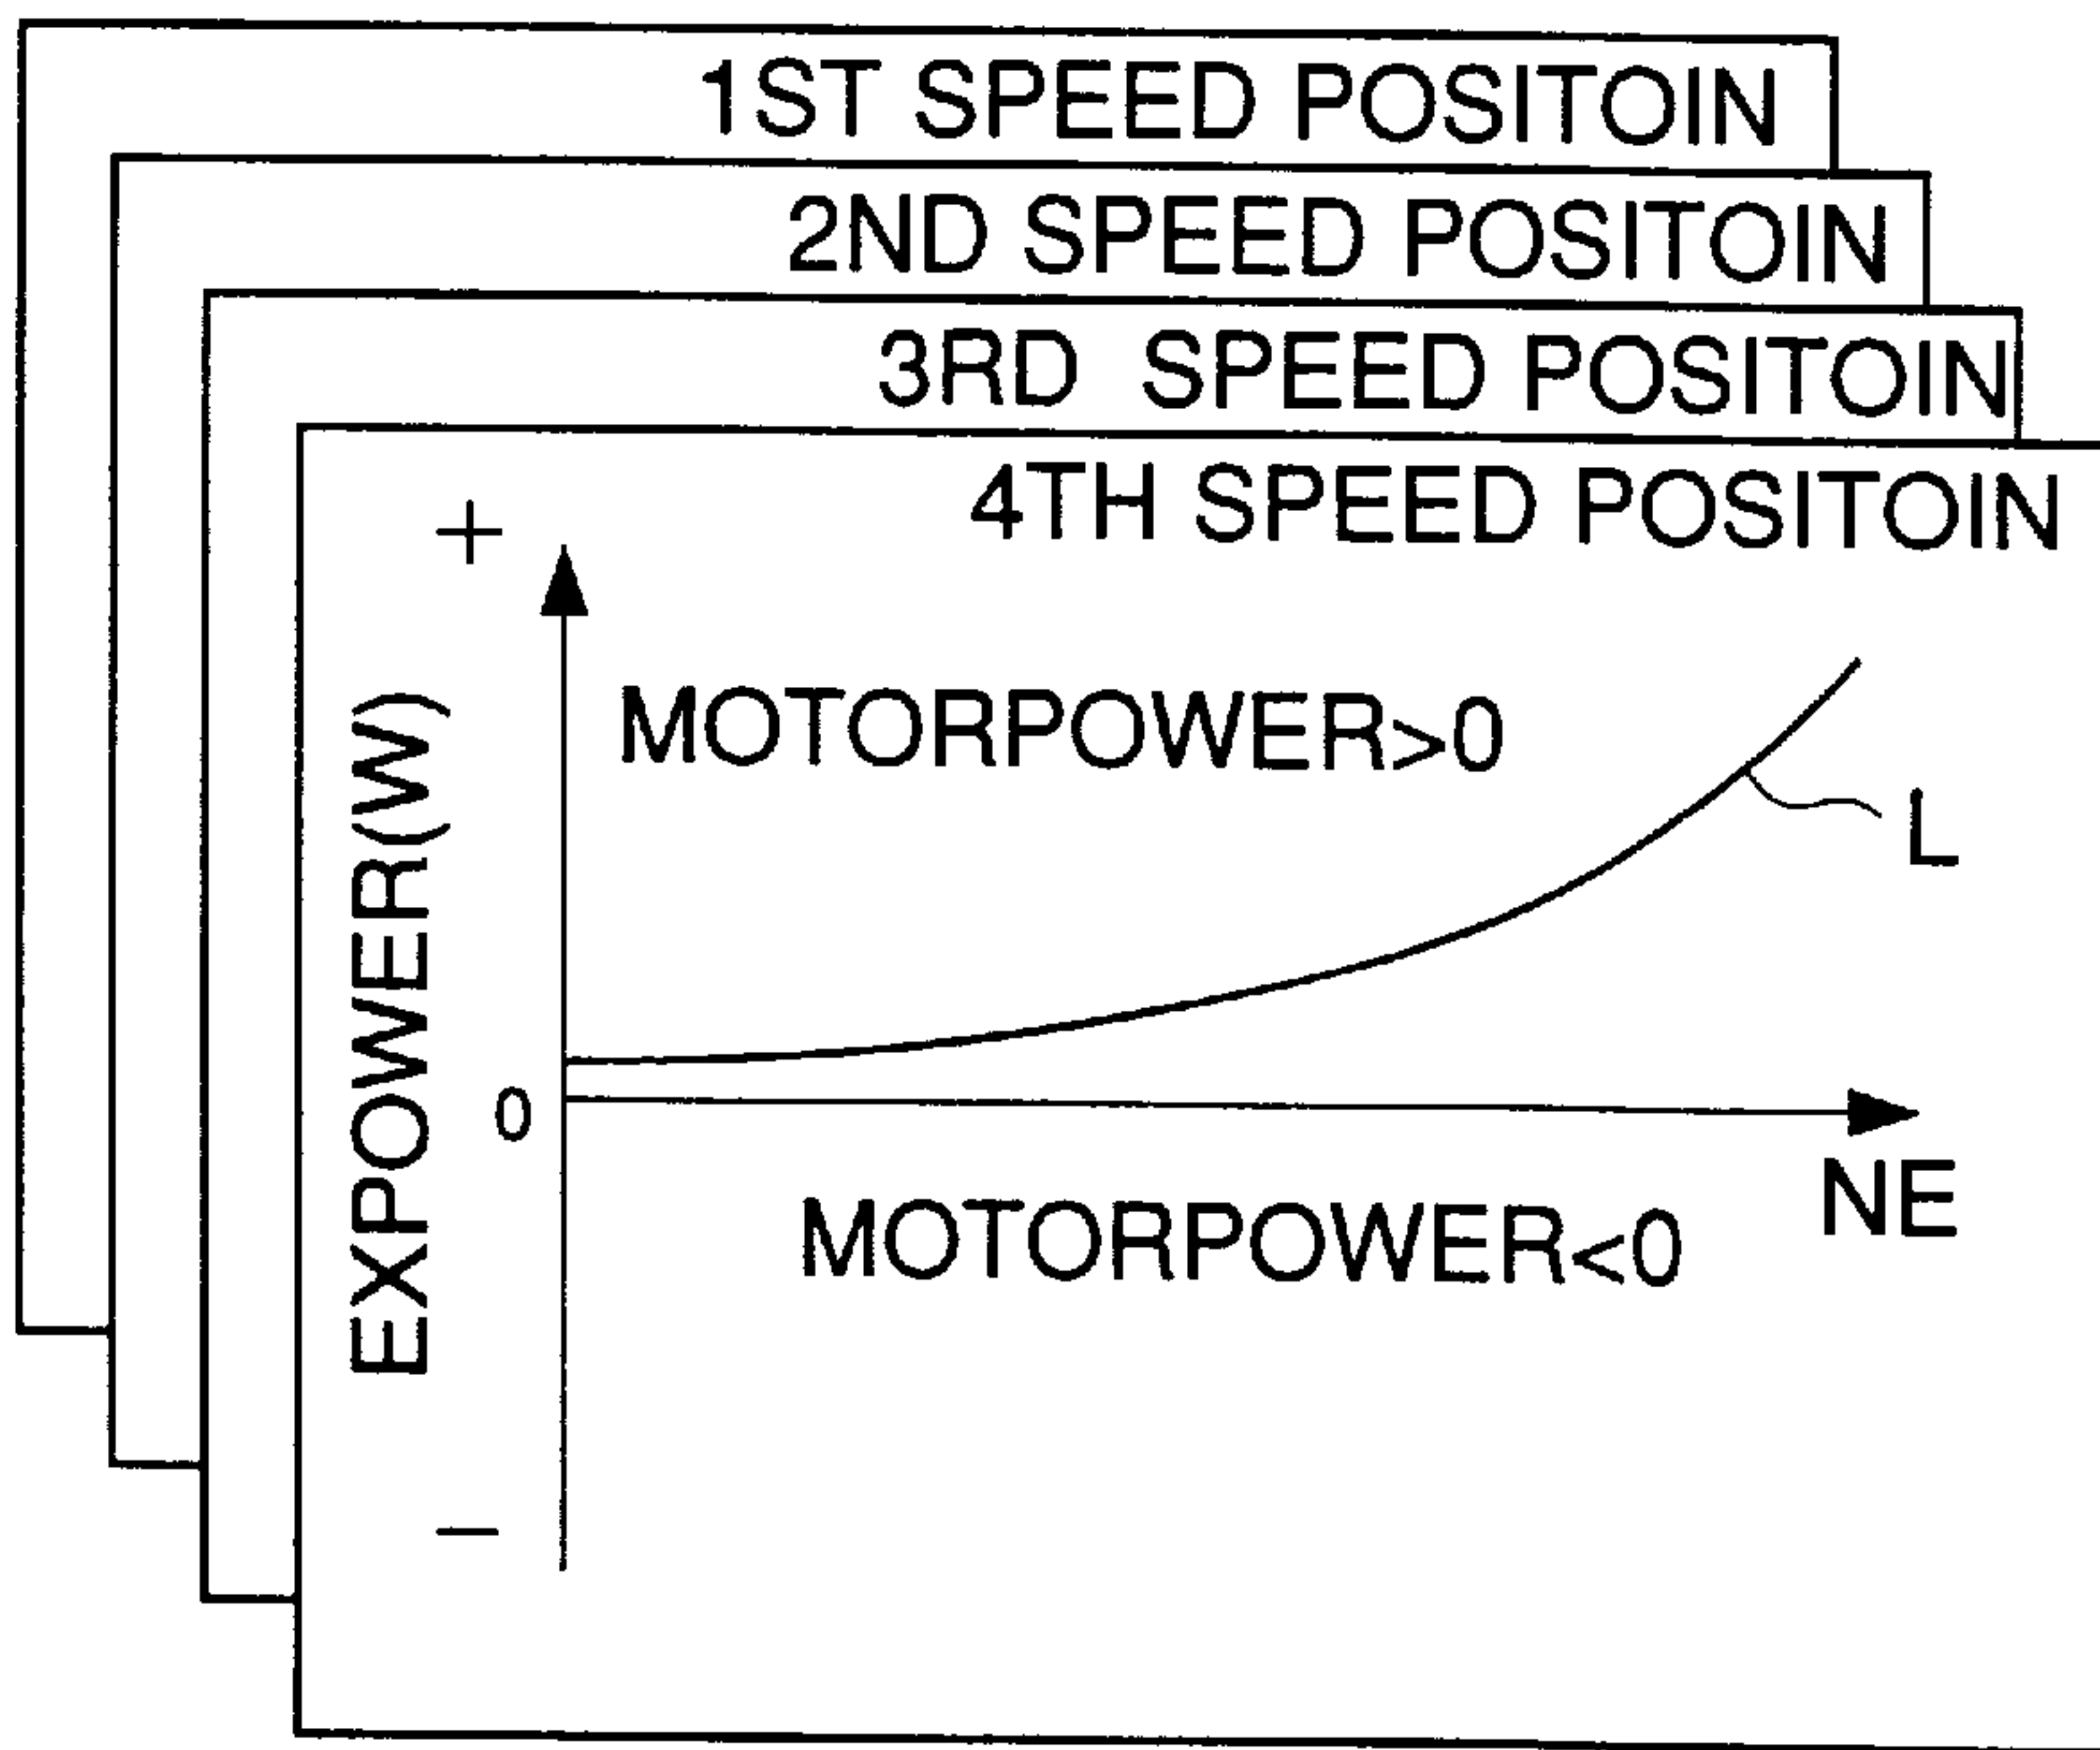 1ST SPEED POSITOIN
2ND SPEED POSITOIN
3RD SPEED POSITOIN
4TH SPEED POSITOIN
+
MOTORPOWER>0
L
EXPOWER(W)
0
NE
MOTORPOWER<0
−